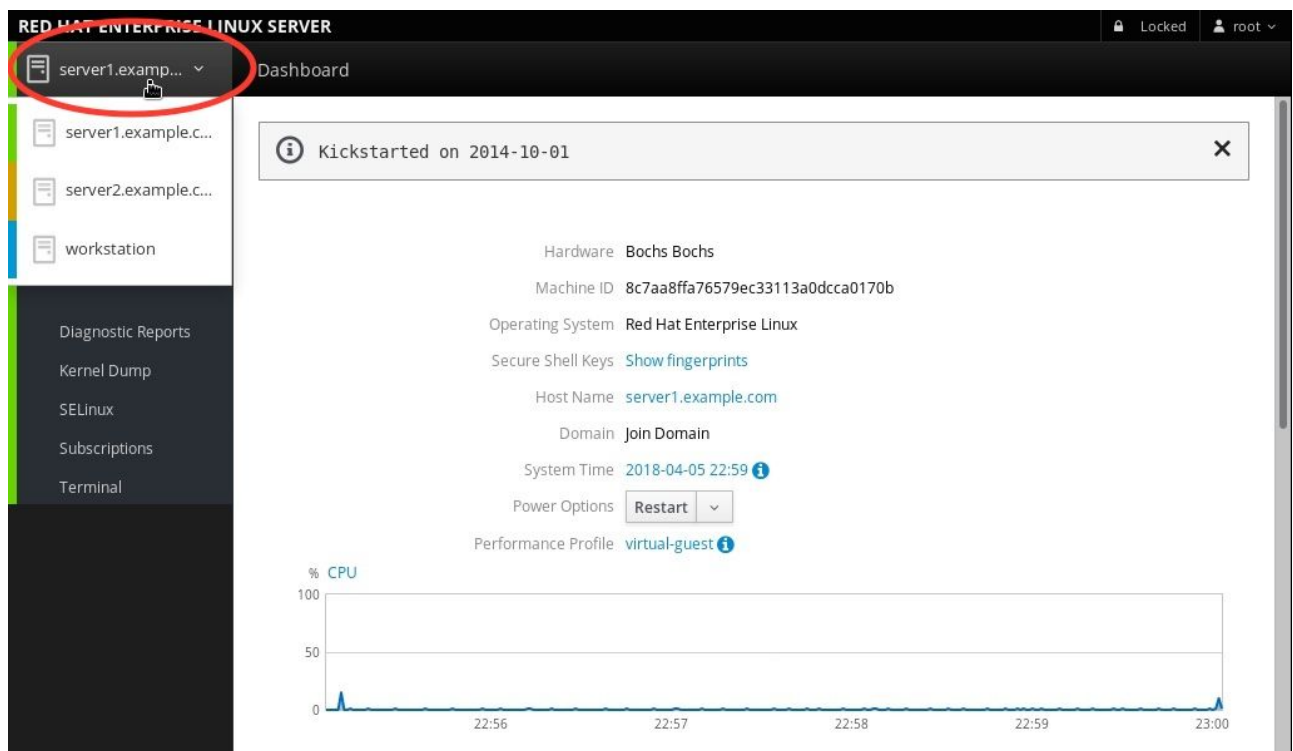 RED HAT ENTERPRISE LINUX SERVER
Locked
root
server1.examp...
Dashboard
server1.example.c...
server2.example.c...
workstation
Diagnostic Reports
Kernel Dump
SELinux
Subscriptions
Terminal
Kickstarted on 2014-10-01
Hardware Bochs Bochs
Machine ID 8c7aa8ffa76579ec33113a0dcca0170b
Operating System Red Hat Enterprise Linux
Secure Shell Keys Show fingerprints
Host Name server1.example.com
Domain Join Domain
System Time 2018-04-05 22:59
Power Options Restart
Performance Profile virtual-guest
% CPU
100
50
0
22:56 22:57 22:58 22:59 23:00